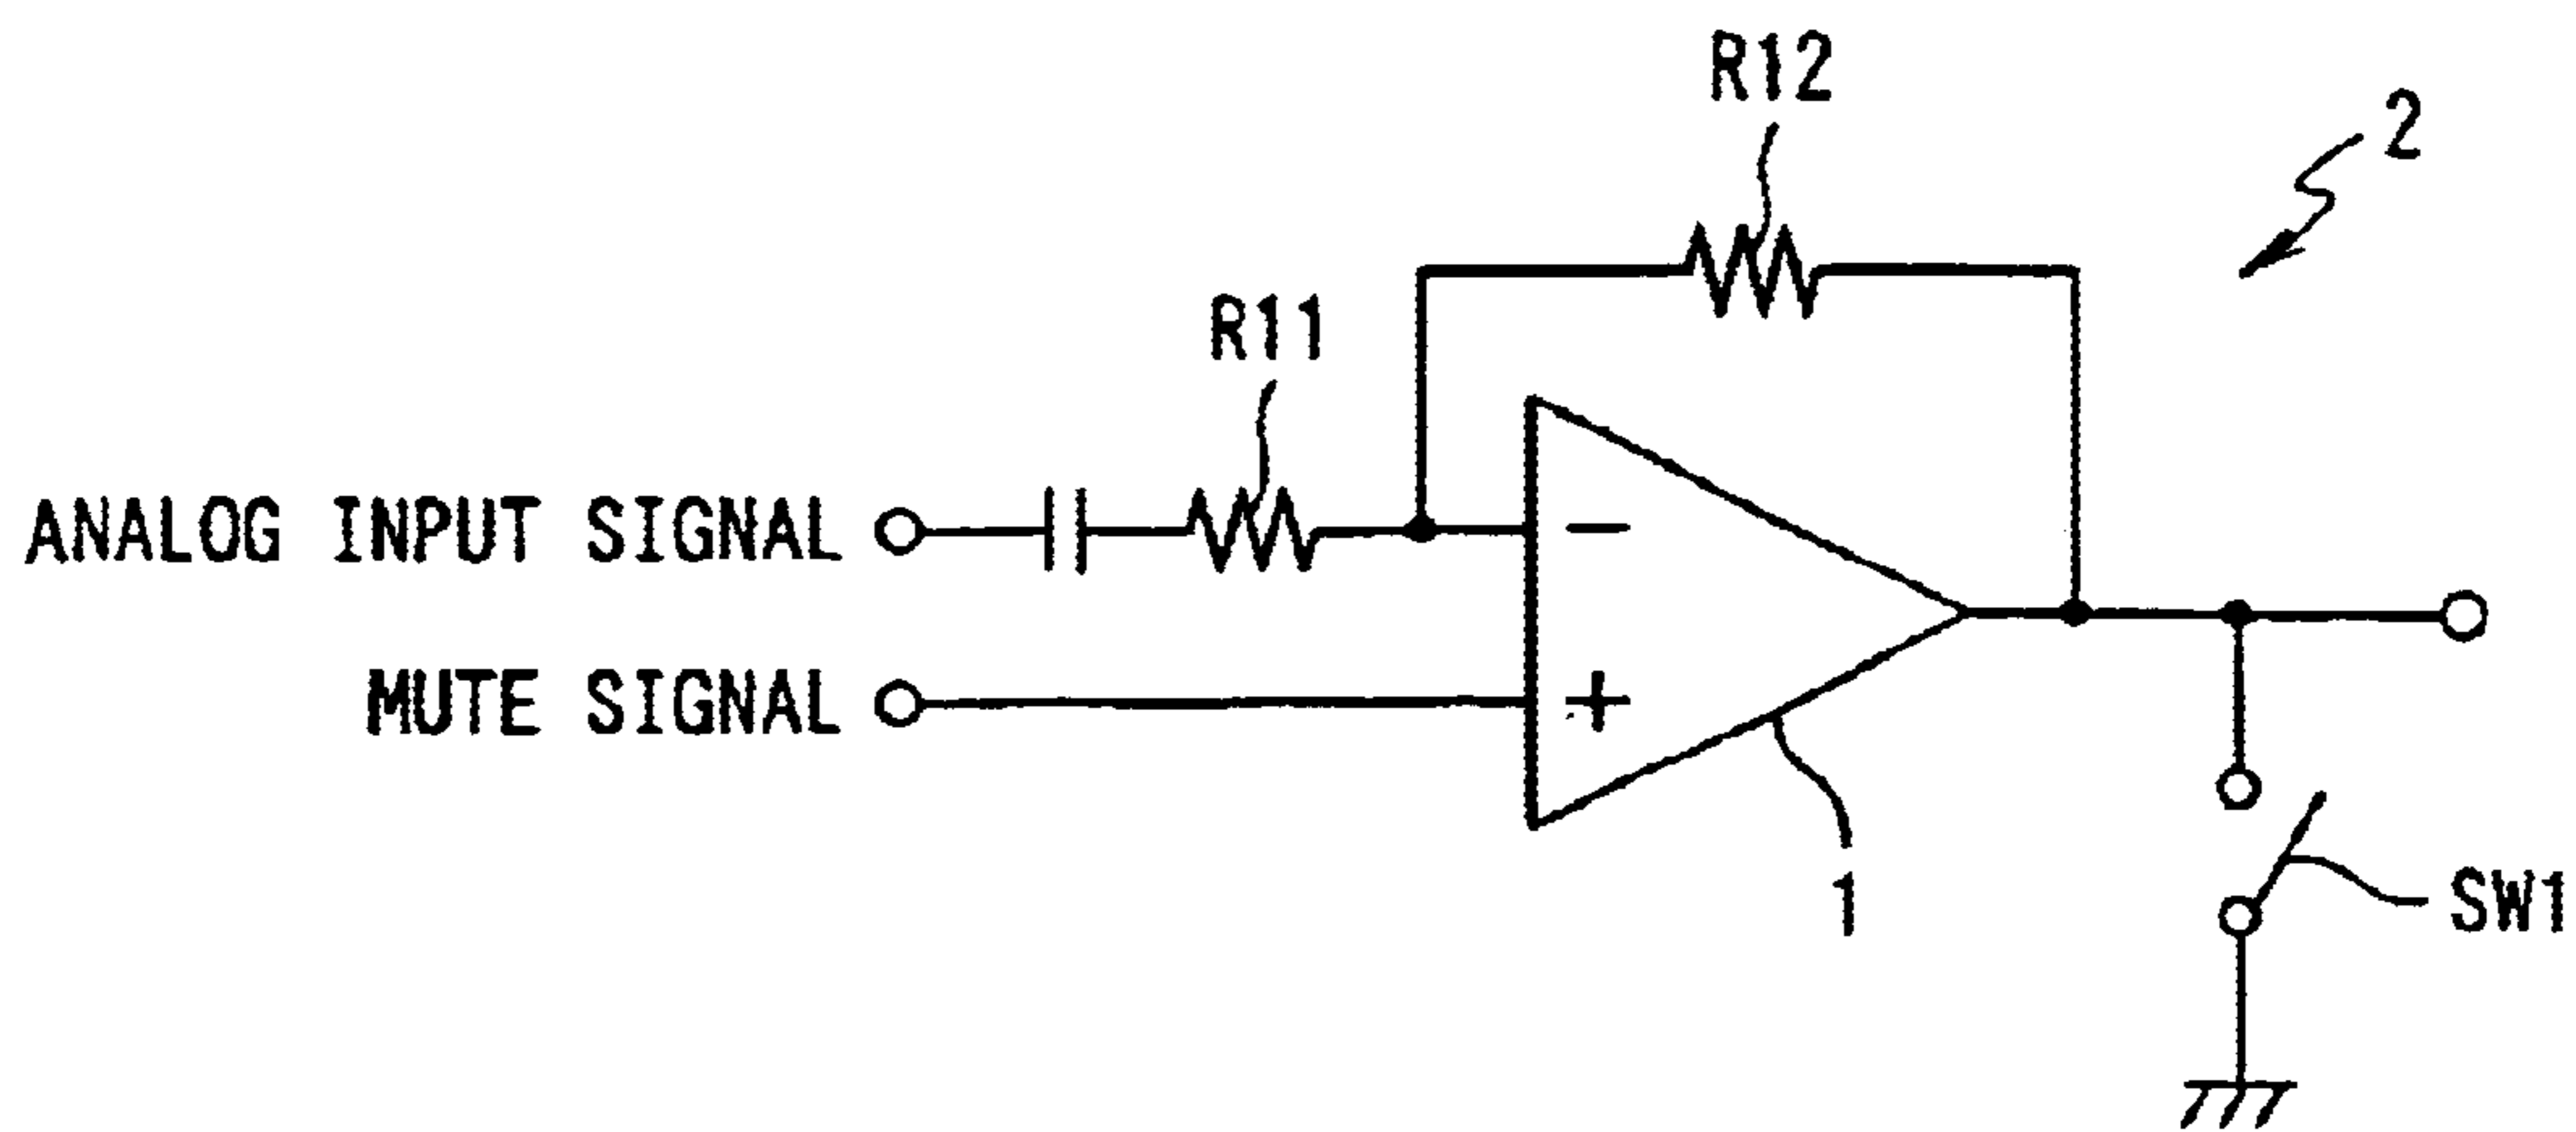 R12
2
R11
ANALOG INPUT SIGNAL
−
MUTE SIGNAL
+
1
SW1